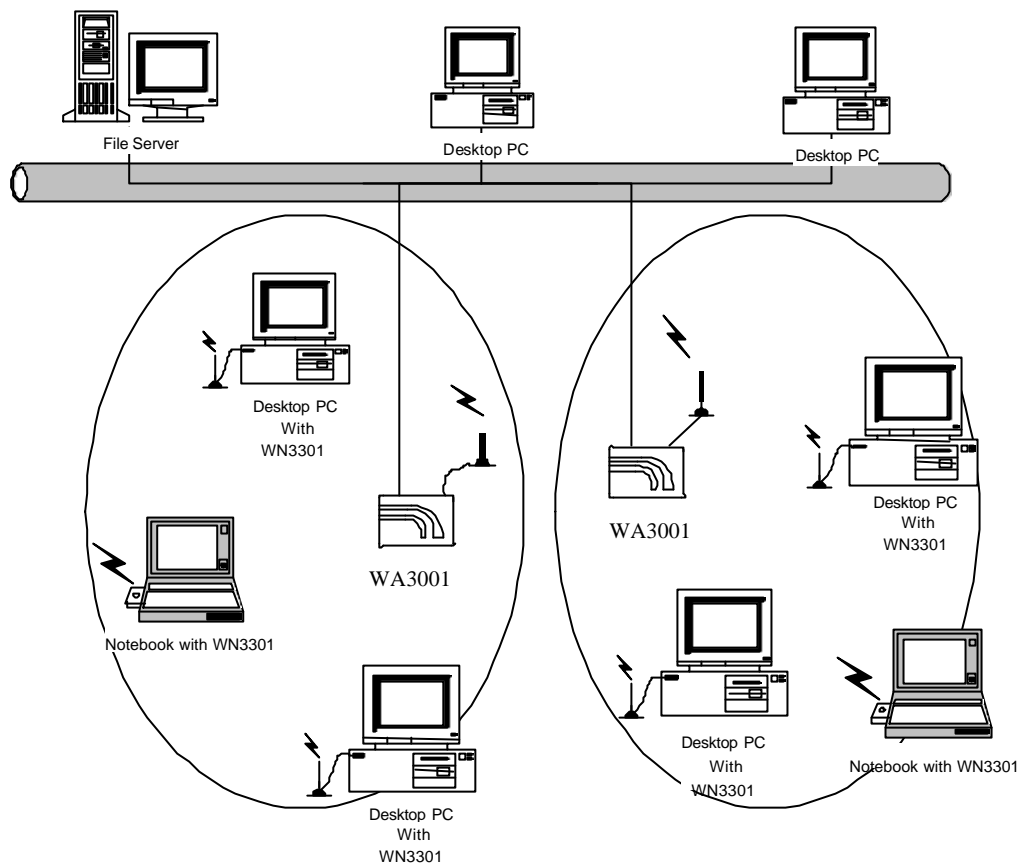 File Server
Desktop PC
Desktop PC
Desktop PC
With
WN3301
WA3001
Notebook with WN3301
Desktop PC
With
WN3301
WA3001
Desktop PC
With
WN3301
Desktop PC
With
WN3301
Notebook with WN3301